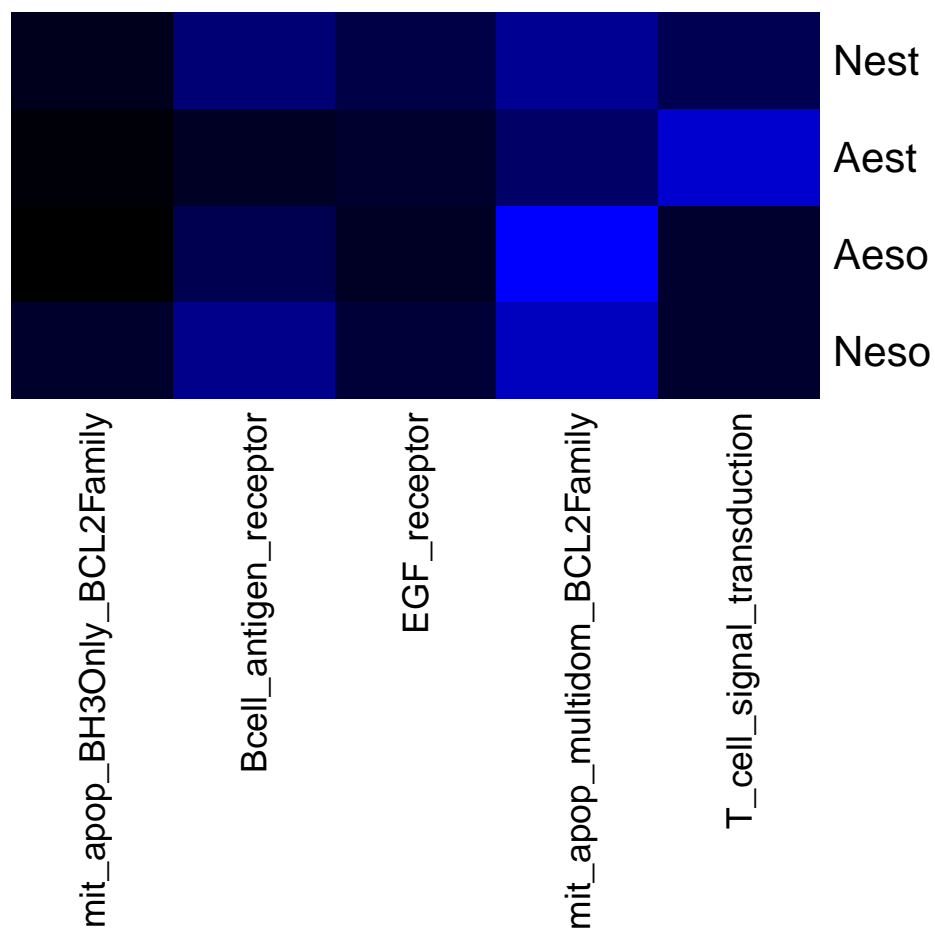 Nest
Aest
Aeso
Neso
mit_apop_BH3Only_BCL2Family
Bcell_antigen_receptor
EGF_receptor
mit_apop_multidom_BCL2Family
T_cell_signal_transduction